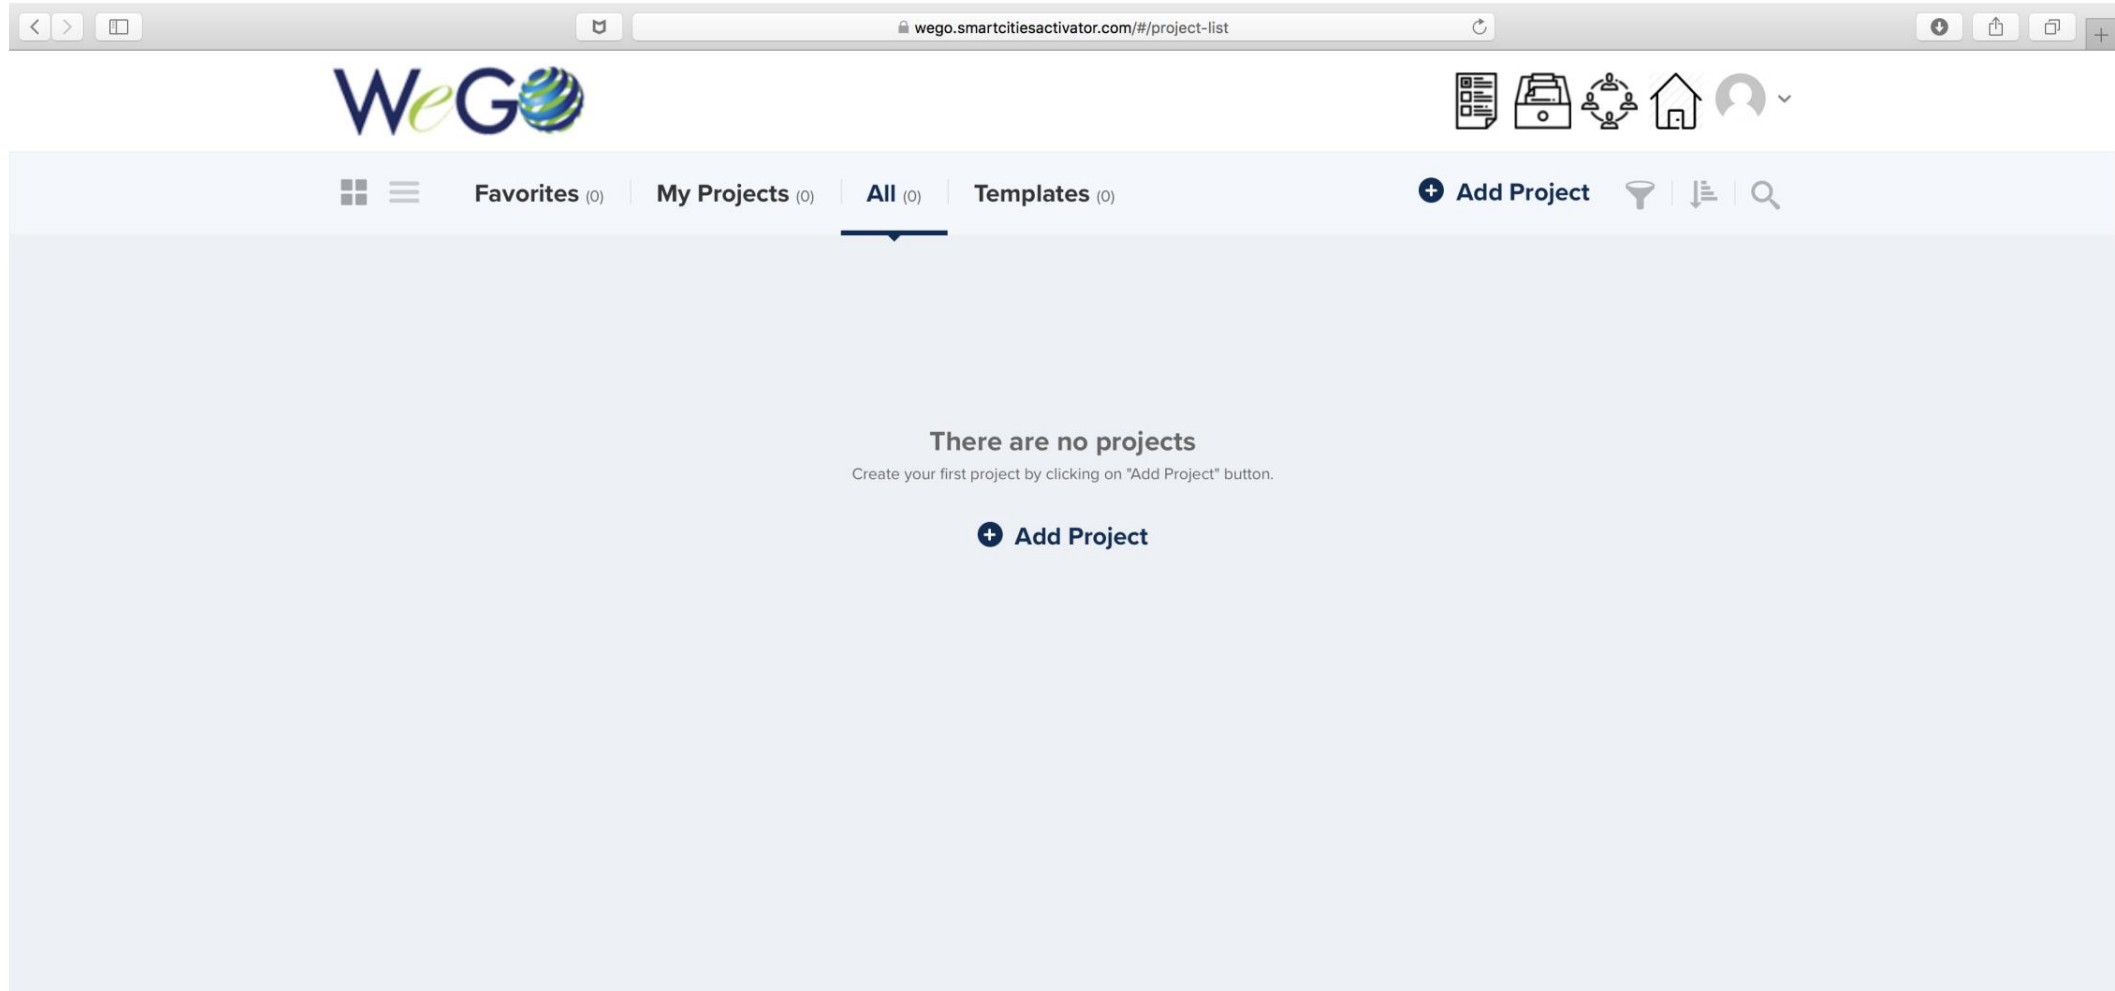 wego.smartcitiesactivator.com/#/project-list
WeGO
Favorites (0) My Projects (0) All (0) Templates (0) Add Project
There are no projects
Create your first project by clicking on "Add Project" button.
Add Project